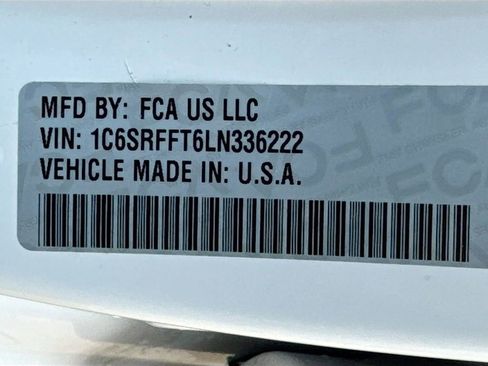 MFD BY: FCA US LLC
VIN: 1C6SRFFT6LN336222
VEHICLE MADE IN: U.S.A.